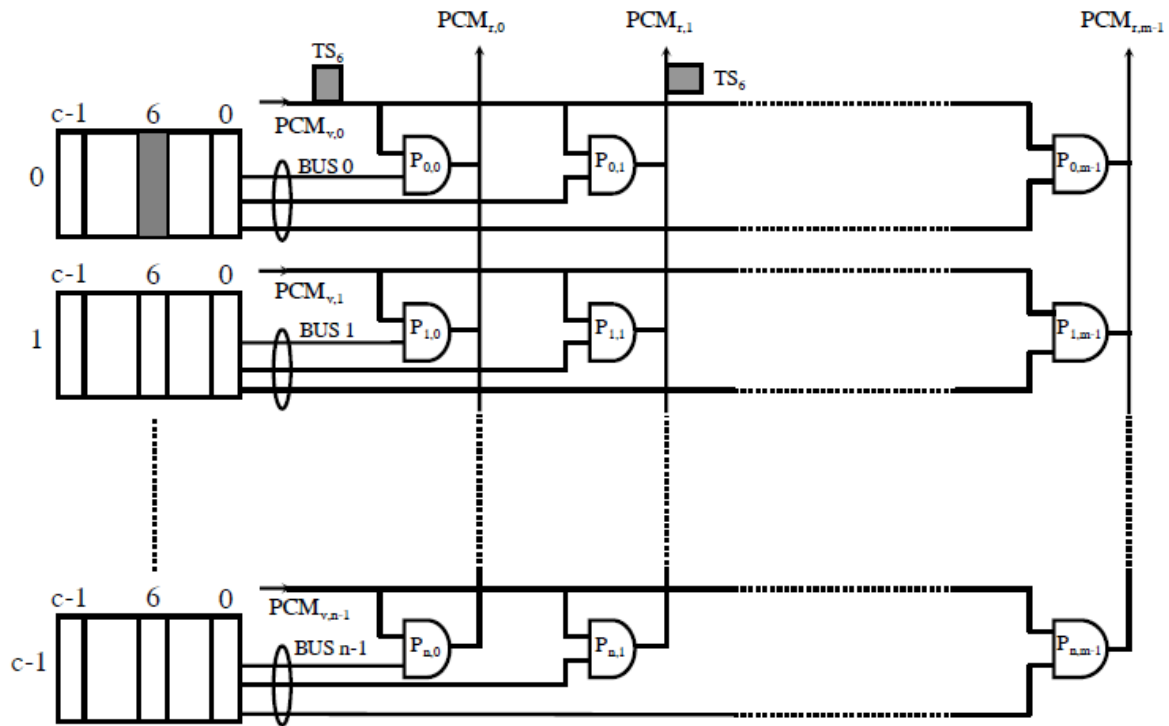 PCMr,0 PCMr,1 PCMr,m-1
TS6 TS6
c-1 6 0
PCMv,0
0
BUS 0
P0,0 P0,1 P0,m-1
c-1 6 0
PCMv,1
1
BUS 1
P1,0 P1,1 P1,m-1
c-1 6 0
PCMv,n-1
c-1
BUS n-1
Pn,0 Pn,1 Pn,m-1